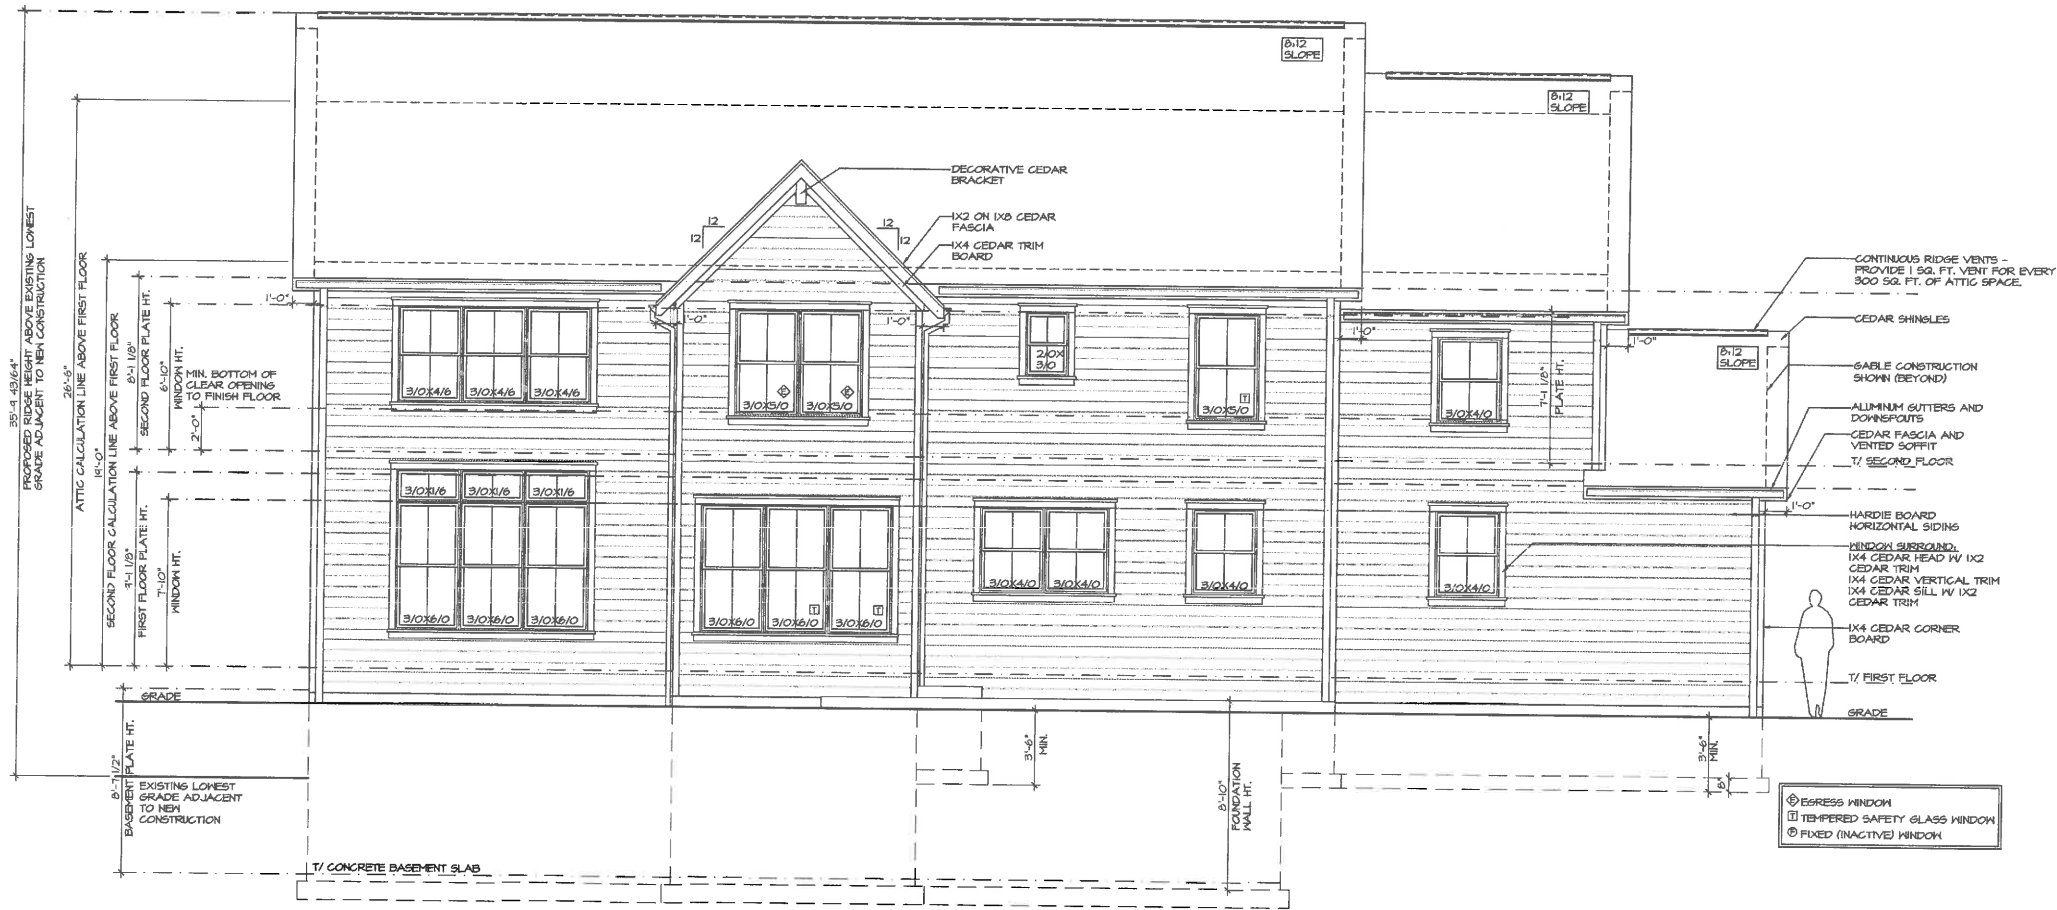 8:12
SLOPE
8:12
SLOPE
DECORATIVE CEDAR
BRACKET
12
12
12
12
1X2 ON 1X8 CEDAR
FASCIA
1X4 CEDAR TRIM
BOARD
CONTINUOUS RIDGE VENTS -
PROVIDE 1 SQ. FT. VENT FOR EVERY
300 SQ. FT. OF ATTIC SPACE.
CEDAR SHINGLES
8:12
SLOPE
GABLE CONSTRUCTION
SHOWN (BEYOND)
ALUMINUM GUTTERS AND
DOWNSPOUTS
CEDAR FASCIA AND
VENTED SOFFIT
T/ SECOND FLOOR
1'-0"
HARDIE BOARD
HORIZONTAL SIDING
WINDOW SURROUND:
1X4 CEDAR HEAD W/ 1X2
CEDAR TRIM
1X4 CEDAR VERTICAL TRIM
1X4 CEDAR SILL W/ 1X2
CEDAR TRIM
1X4 CEDAR CORNER
BOARD
T/ FIRST FLOOR
GRADE
35'-4 43/64"
PROPOSED RIDGE HEIGHT ABOVE EXISTING LOWEST
GRADE ADJACENT TO NEW CONSTRUCTION
26'-6"
ATTIC CALCULATION LINE ABOVE FIRST FLOOR
19'-0"
SECOND FLOOR CALCULATION LINE ABOVE FIRST FLOOR
8'-1 1/8"
SECOND FLOOR PLATE HT.
6'-10"
WINDOW HT.
MIN. BOTTOM OF
CLEAR OPENING
TO FINISH FLOOR
2'-0"
FIRST FLOOR PLATE HT.
7'-10"
WINDOW HT.
1'-0"
1'-0"
1'-0"
1'-0"
1'-0"
3/0X4/6
3/0X4/6
3/0X4/6
E
E
3/0X5/0
3/0X5/0
2/0X
3/0
T
3/0X5/0
3/0X4/0
7'-1 1/8"
PLATE HT.
3/0X1/6
3/0X1/6
3/0X1/6
3/0X6/0
3/0X6/0
3/0X6/0
T
T
3/0X6/0
3/0X6/0
3/0X6/0
3/0X4/0
3/0X4/0
3/0X4/0
3/0X4/0
GRADE
8'-7 1/2"
BASEMENT PLATE HT.
EXISTING LOWEST
GRADE ADJACENT
TO NEW
CONSTRUCTION
3'-6"
MIN.
8'-10"
FOUNDATION
WALL HT.
3'-6"
MIN.
8"
T/ CONCRETE BASEMENT SLAB
E EGRESS WINDOW
T TEMPERED SAFETY GLASS WINDOW
F FIXED (INACTIVE) WINDOW